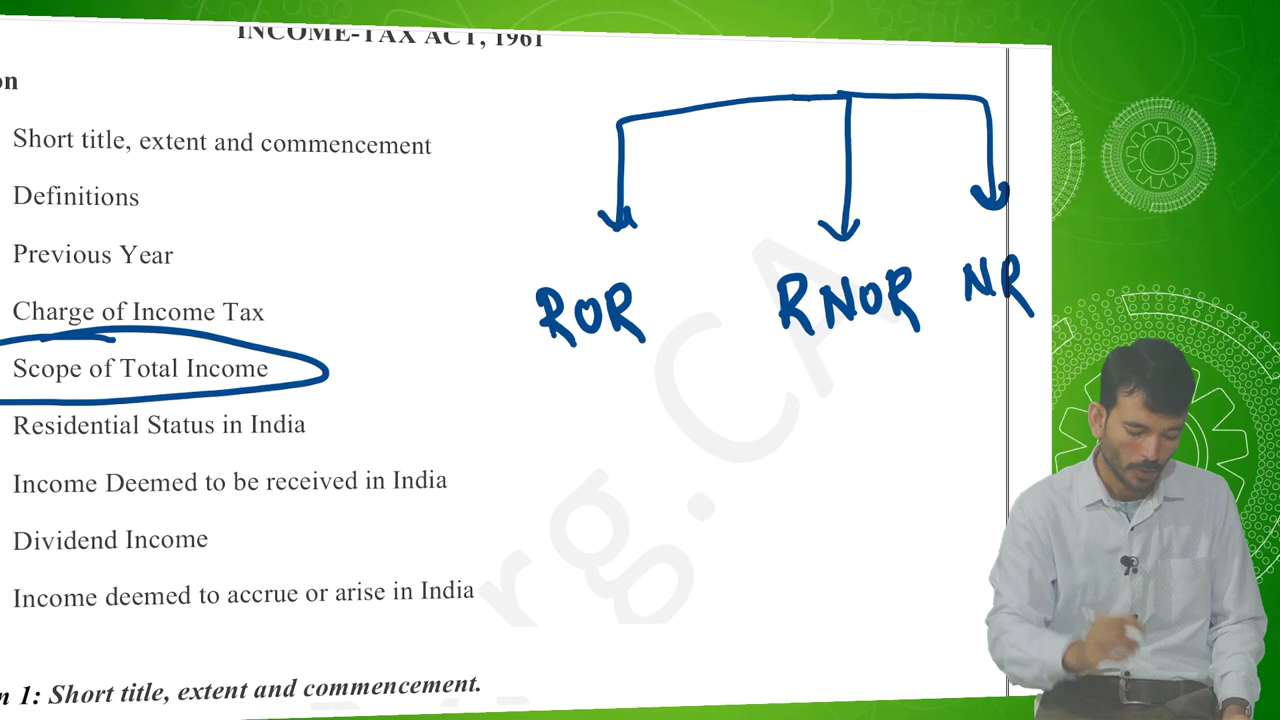 INCOME-TAX ACT, 1961
on
Short title, extent and commencement
Definitions
Previous Year
Charge of Income Tax
Scope of Total Income
Residential Status in India
Income Deemed to be received in India
Dividend Income
Income deemed to accrue or arise in India
n 1: Short title, extent and commencement.
ROR RNOR NR
rg.CA